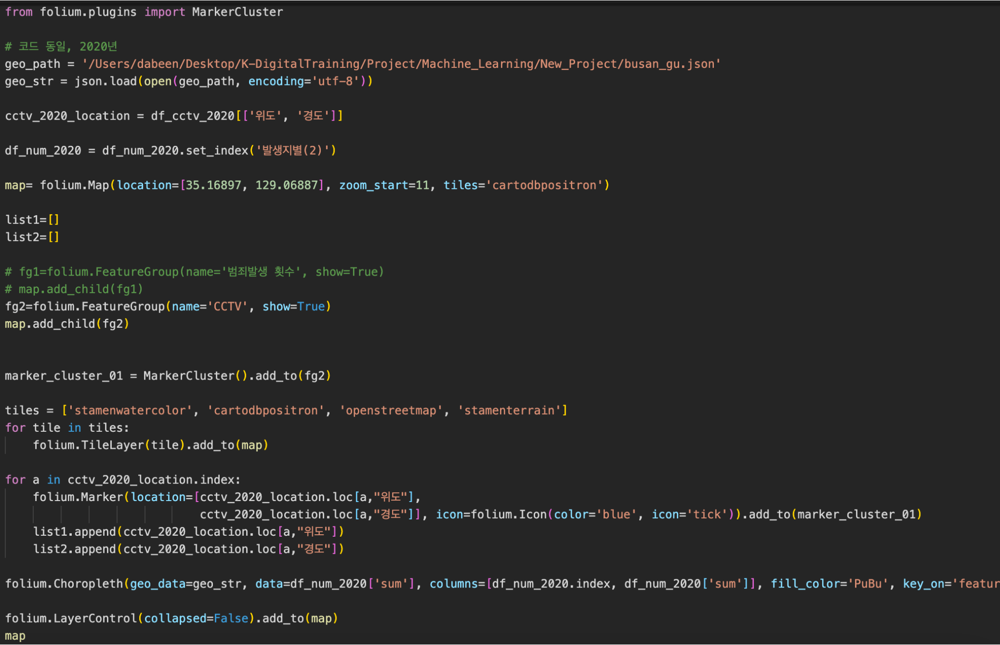 from folium.plugins import MarkerCluster
# 코드 동일, 2020년
geo_path = '/Users/dabeen/Desktop/K-DigitalTraining/Project/Machine_Learning/New_Project/busan_gu.json'
geo_str = json.load(open(geo_path, encoding='utf-8'))
cctv_2020_location = df_cctv_2020[['위도', '경도']]
df_num_2020 = df_num_2020.set_index('발생지별(2)')
map= folium.Map(location=[35.16897, 129.06887], zoom_start=11, tiles='cartodbpositron')
list1=[]
list2=[]
# fg1=folium.FeatureGroup(name='범죄발생 횟수', show=True)
# map.add_child(fg1)
fg2=folium.FeatureGroup(name='CCTV', show=True)
map.add_child(fg2)
marker_cluster_01 = MarkerCluster().add_to(fg2)
tiles = ['stamenwatercolor', 'cartodbpositron', 'openstreetmap', 'stamenterrain']
for tile in tiles:
    folium.TileLayer(tile).add_to(map)
for a in cctv_2020_location.index:
    folium.Marker(location=[cctv_2020_location.loc[a,"위도"],
                            cctv_2020_location.loc[a,"경도"]], icon=folium.Icon(color='blue', icon='tick')).add_to(marker_cluster_01)
    list1.append(cctv_2020_location.loc[a,"위도"])
    list2.append(cctv_2020_location.loc[a,"경도"])
folium.Choropleth(geo_data=geo_str, data=df_num_2020['sum'], columns=[df_num_2020.index, df_num_2020['sum']], fill_color='PuBu', key_on='featur
folium.LayerControl(collapsed=False).add_to(map)
map